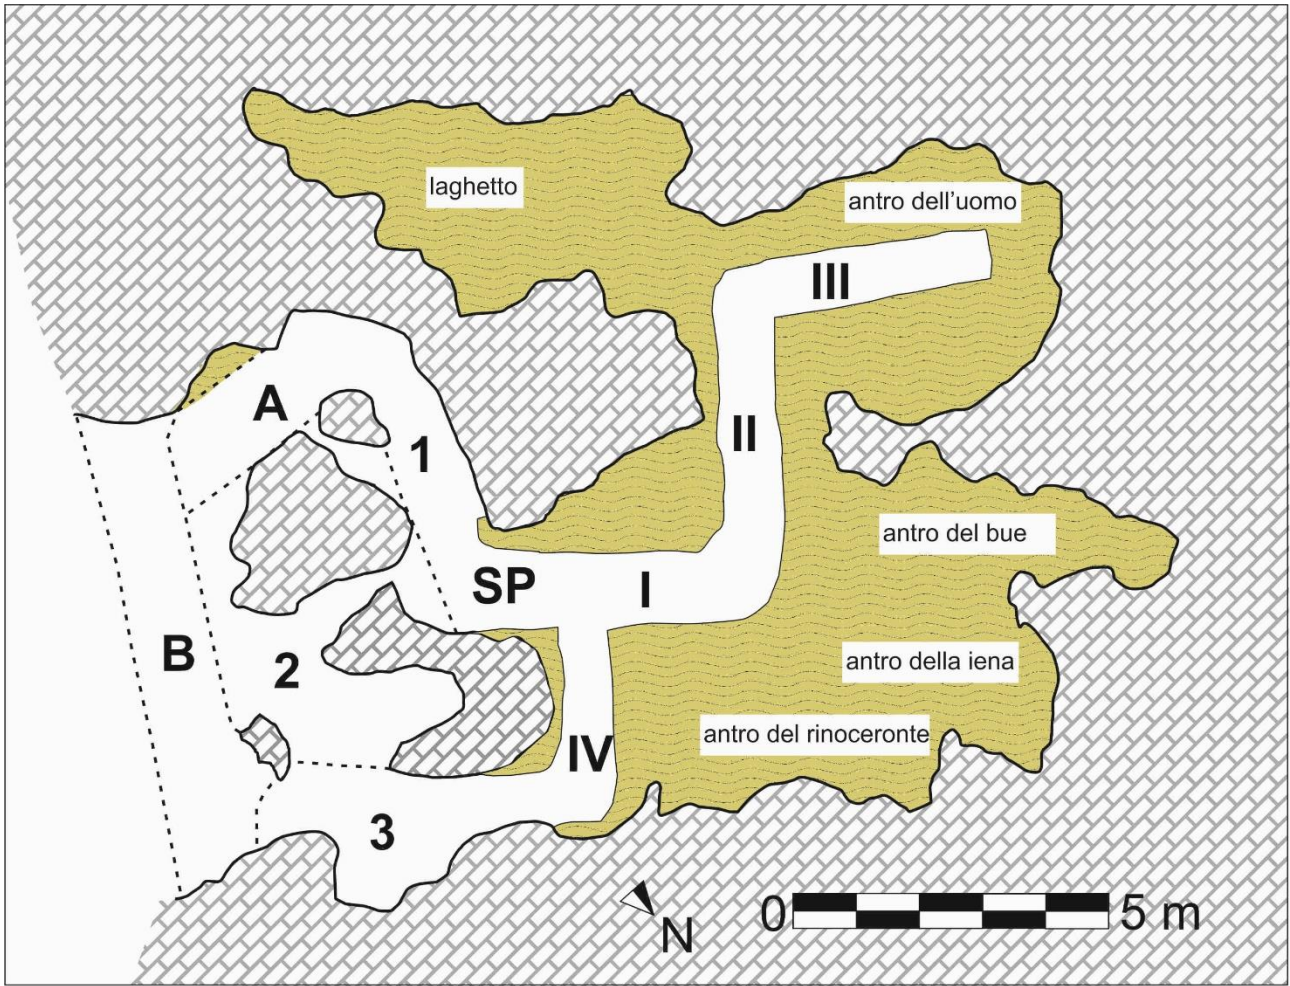 laghetto
antro dell'uomo
III
A
1
II
antro del bue
SP
I
B
2
antro della iena
antro del rinoceronte
IV
3
0
5 m
N